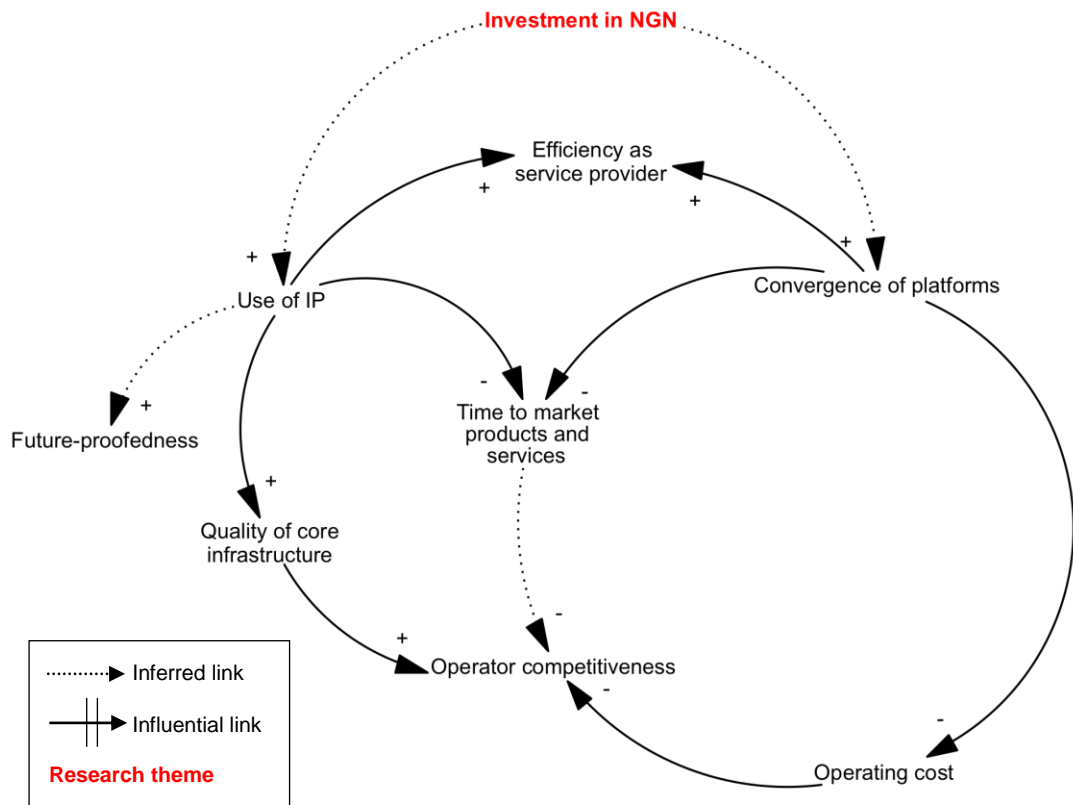 Investment in NGN
Efficiency as
service provider
+
+
+
+
Use of IP
Convergence of platforms
-
-
+
Time to market
products and
services
Future-proofedness
+
Quality of core
infrastructure
-
+
Operator competitiveness
-
-
Operating cost
Inferred link
Influential link
Research theme